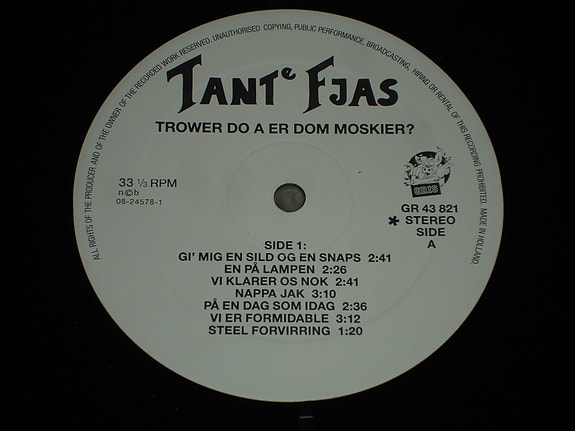 ALL RIGHTS OF THE PRODUCER AND OF THE OWNER OF THE RECORDED WORK RESERVED. UNAUTHORISED COPYING, PUBLIC PERFORMANCE, BROADCASTING, HIRING OR RENTAL OF THIS RECORDING PROHIBITED. MADE IN HOLLAND.
TANTe FJAS
TROWER DO A ER DOM MOSKIER?
33 1/3 RPM
n©b
08-24578-1
GRIS
GR 43 821
* STEREO
SIDE
A
SIDE 1:
GI' MIG EN SILD OG EN SNAPS 2:41
EN PÅ LAMPEN 2:26
VI KLARER OS NOK 2:41
NAPPA JAK 3:10
PÅ EN DAG SOM IDAG 2:36
VI ER FORMIDABLE 3:12
STEEL FORVIRRING 1:20